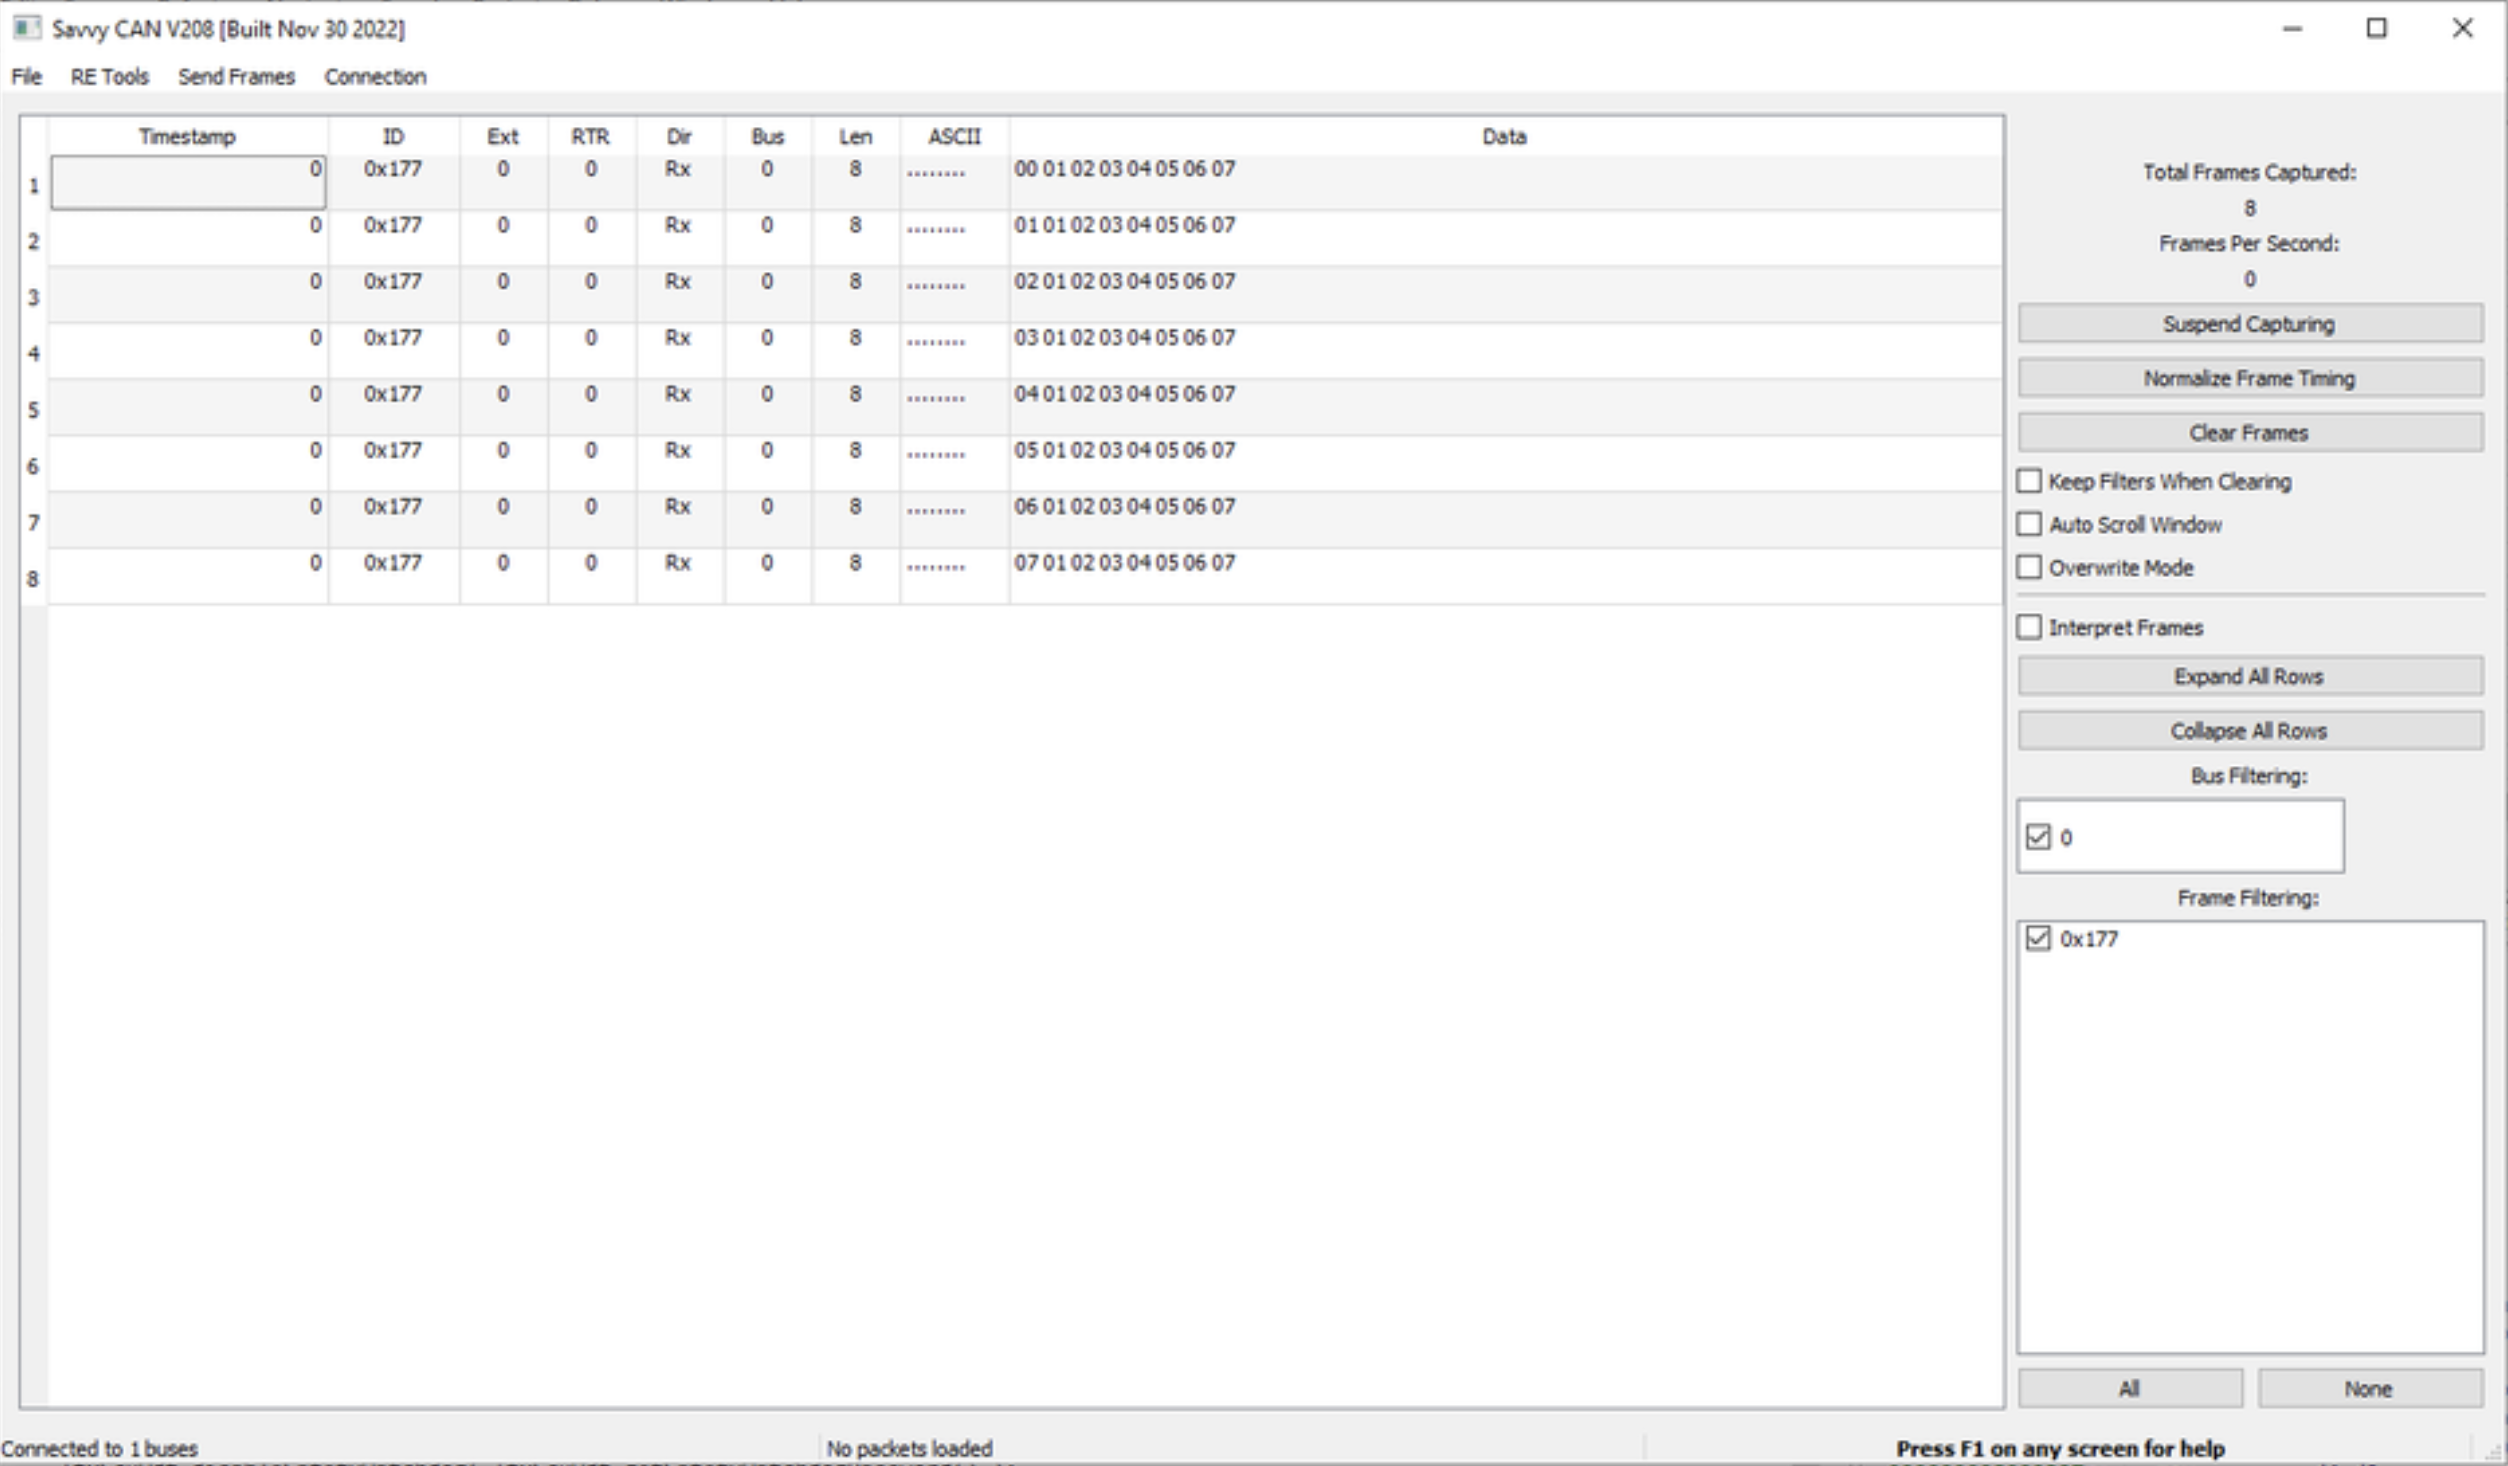 Savvy CAN V208 [Built Nov 30 2022]
File RE Tools Send Frames Connection
Timestamp ID Ext RTR Dir Bus Len ASCII Data
1 0 0x177 0 0 Rx 0 8 ........ 00 01 02 03 04 05 06 07
2 0 0x177 0 0 Rx 0 8 ........ 01 01 02 03 04 05 06 07
3 0 0x177 0 0 Rx 0 8 ........ 02 01 02 03 04 05 06 07
4 0 0x177 0 0 Rx 0 8 ........ 03 01 02 03 04 05 06 07
5 0 0x177 0 0 Rx 0 8 ........ 04 01 02 03 04 05 06 07
6 0 0x177 0 0 Rx 0 8 ........ 05 01 02 03 04 05 06 07
7 0 0x177 0 0 Rx 0 8 ........ 06 01 02 03 04 05 06 07
8 0 0x177 0 0 Rx 0 8 ........ 07 01 02 03 04 05 06 07
Total Frames Captured:
8
Frames Per Second:
0
Suspend Capturing
Normalize Frame Timing
Clear Frames
Keep Filters When Clearing
Auto Scroll Window
Overwrite Mode
Interpret Frames
Expand All Rows
Collapse All Rows
Bus Filtering:
0
Frame Filtering:
0x177
All None
Connected to 1 buses No packets loaded Press F1 on any screen for help